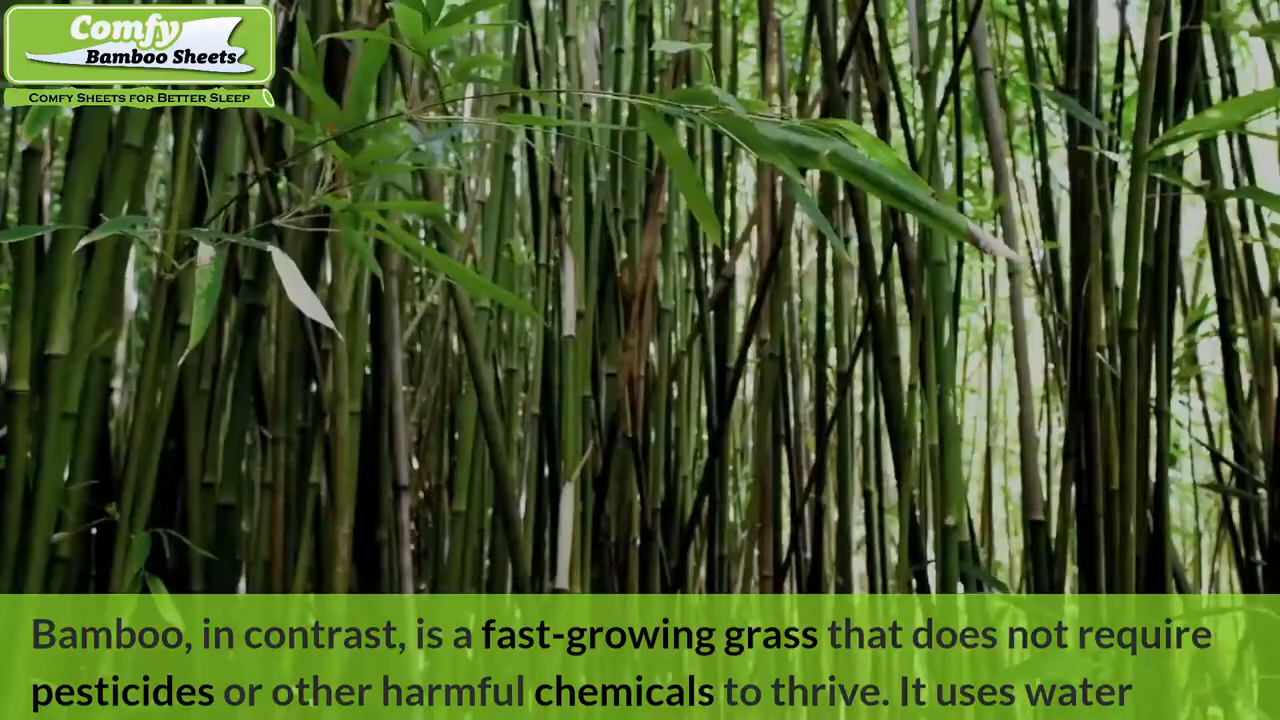 Comfy
Bamboo Sheets
COMFY SHEETS FOR BETTER SLEEP
Bamboo, in contrast, is a fast-growing grass that does not require
pesticides or other harmful chemicals to thrive. It uses water